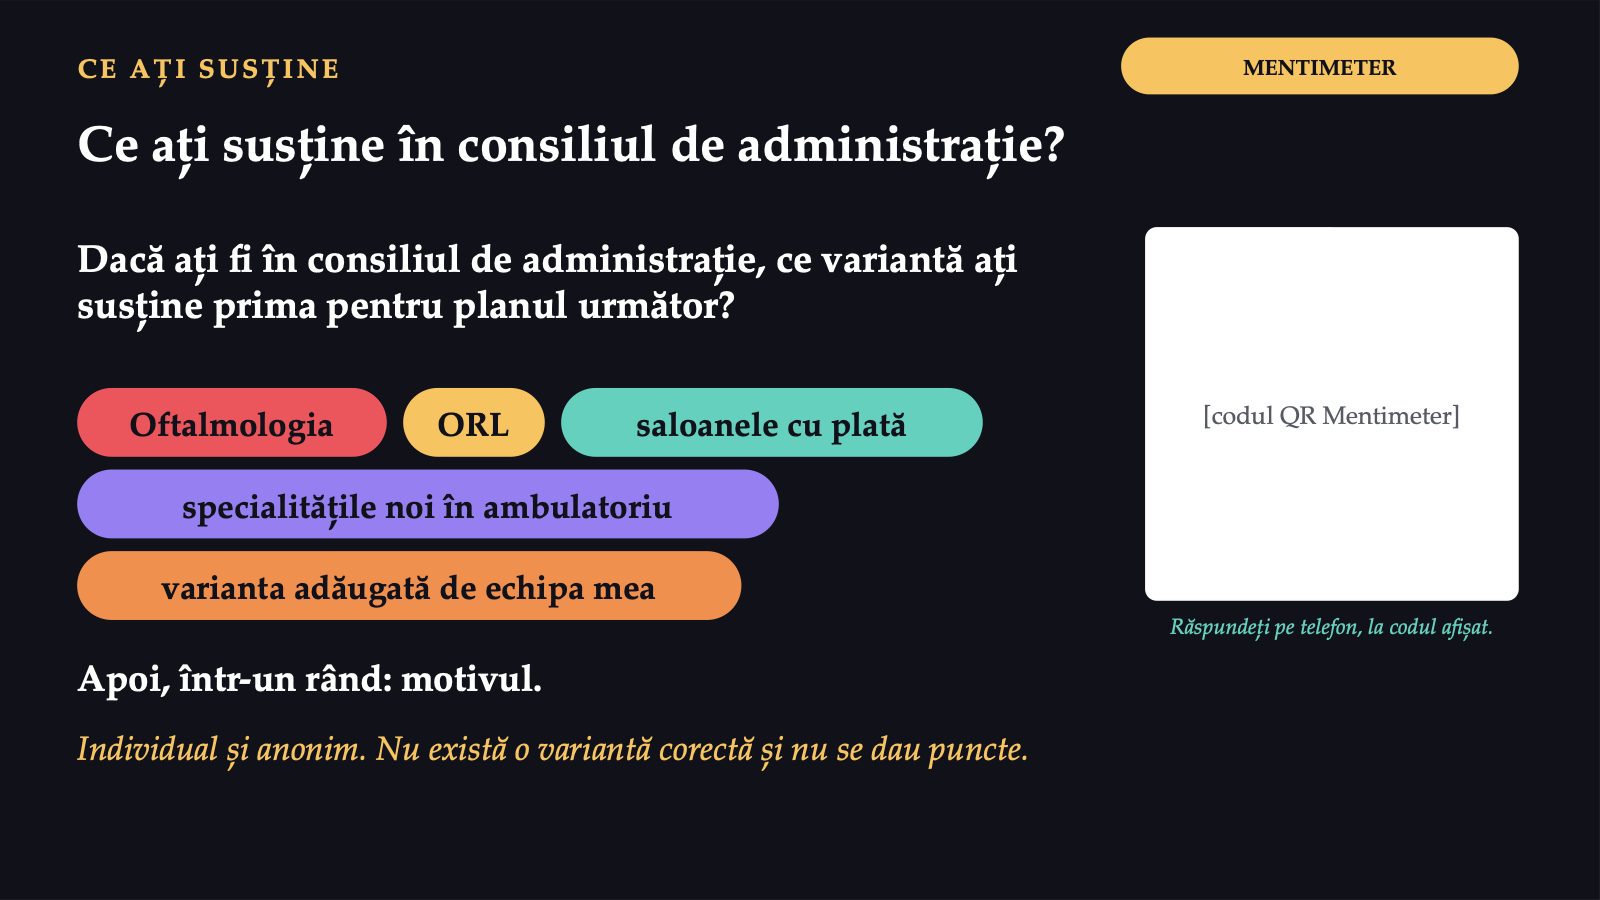 CE AȚI SUSȚINE
MENTIMETER
Ce ați susține în consiliul de administrație?
Dacă ați fi în consiliul de administrație, ce variantă ați
susține prima pentru planul următor?
Oftalmologia
ORL
saloanele cu plată
specialitățile noi în ambulatoriu
varianta adăugată de echipa mea
[codul QR Mentimeter]
Răspundeți pe telefon, la codul afișat.
Apoi, într-un rând: motivul.
Individual și anonim. Nu există o variantă corectă și nu se dau puncte.